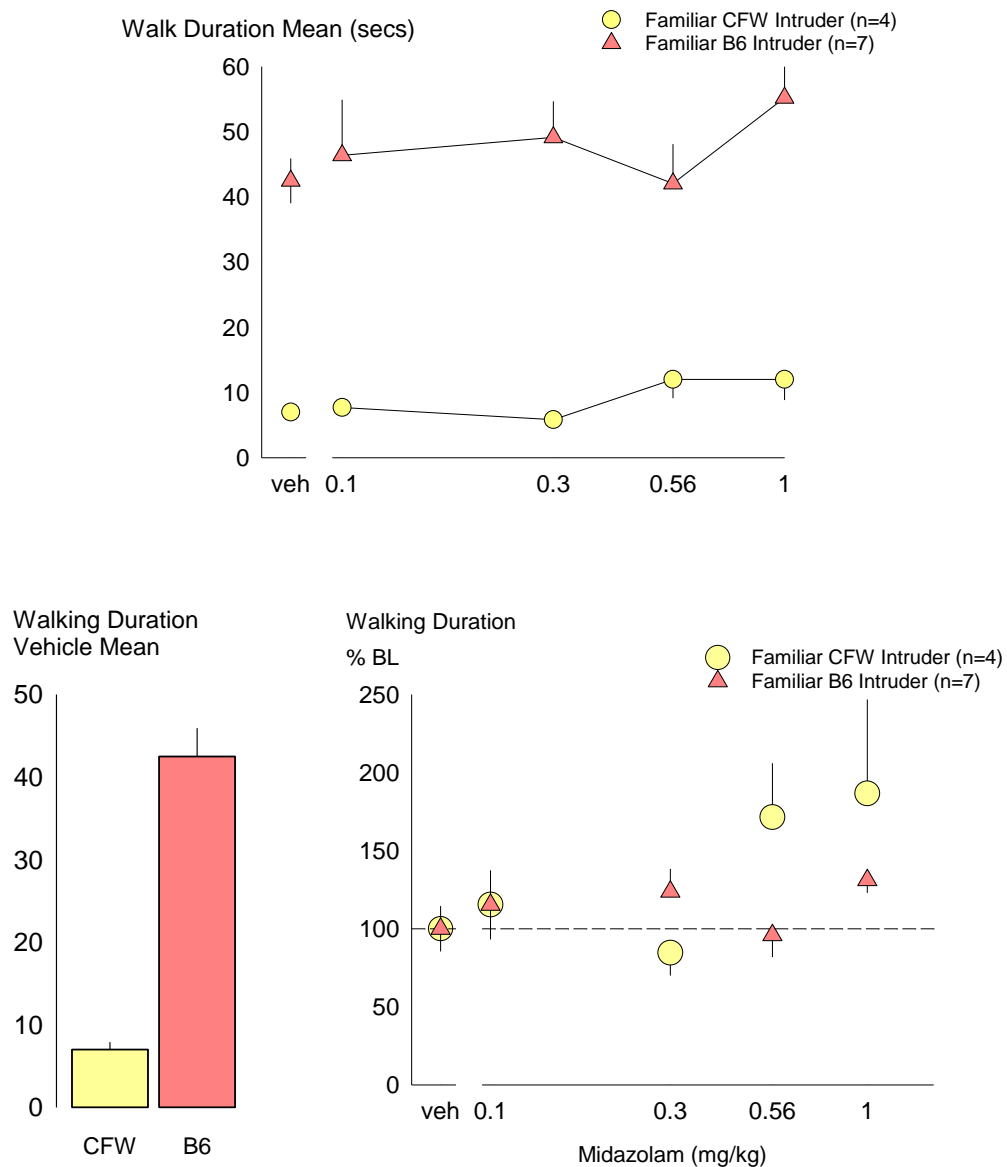 Walk Duration Mean (secs)
Familiar CFW Intruder (n=4)
Familiar B6 Intruder (n=7)
60
50
40
30
20
10
0
veh 0.1 0.3 0.56 1
Walking Duration
Vehicle Mean
50
40
30
20
10
0
CFW B6
Walking Duration
% BL
Familiar CFW Intruder (n=4)
Familiar B6 Intruder (n=7)
250
200
150
100
50
0
veh 0.1 0.3 0.56 1
Midazolam (mg/kg)